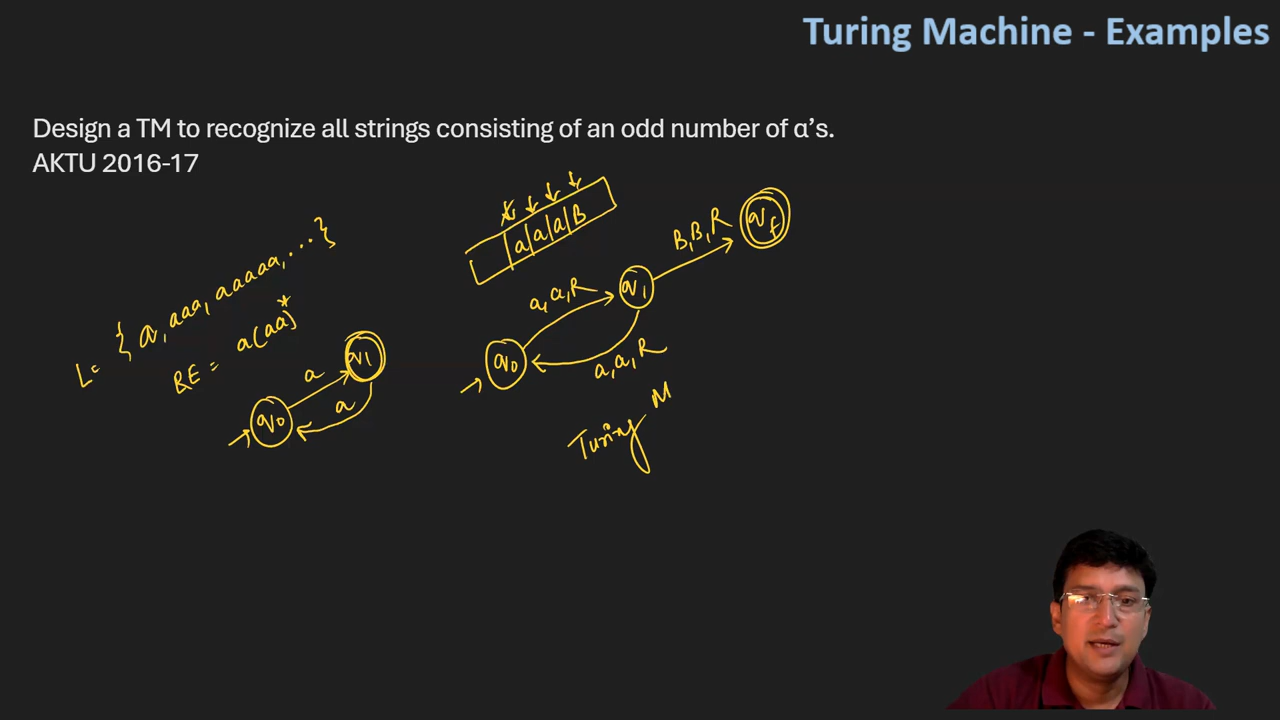 Turing Machine - Examples
Design a TM to recognize all strings consisting of an odd number of α’s.
AKTU 2016-17
L = { a, aaa, aaaaa, ... }
RE = a(aa)*
q0
a
q1
a
a|a|a|B
q0
a, a, R
q1
a, a, R
B, B, R
qf
Turing M